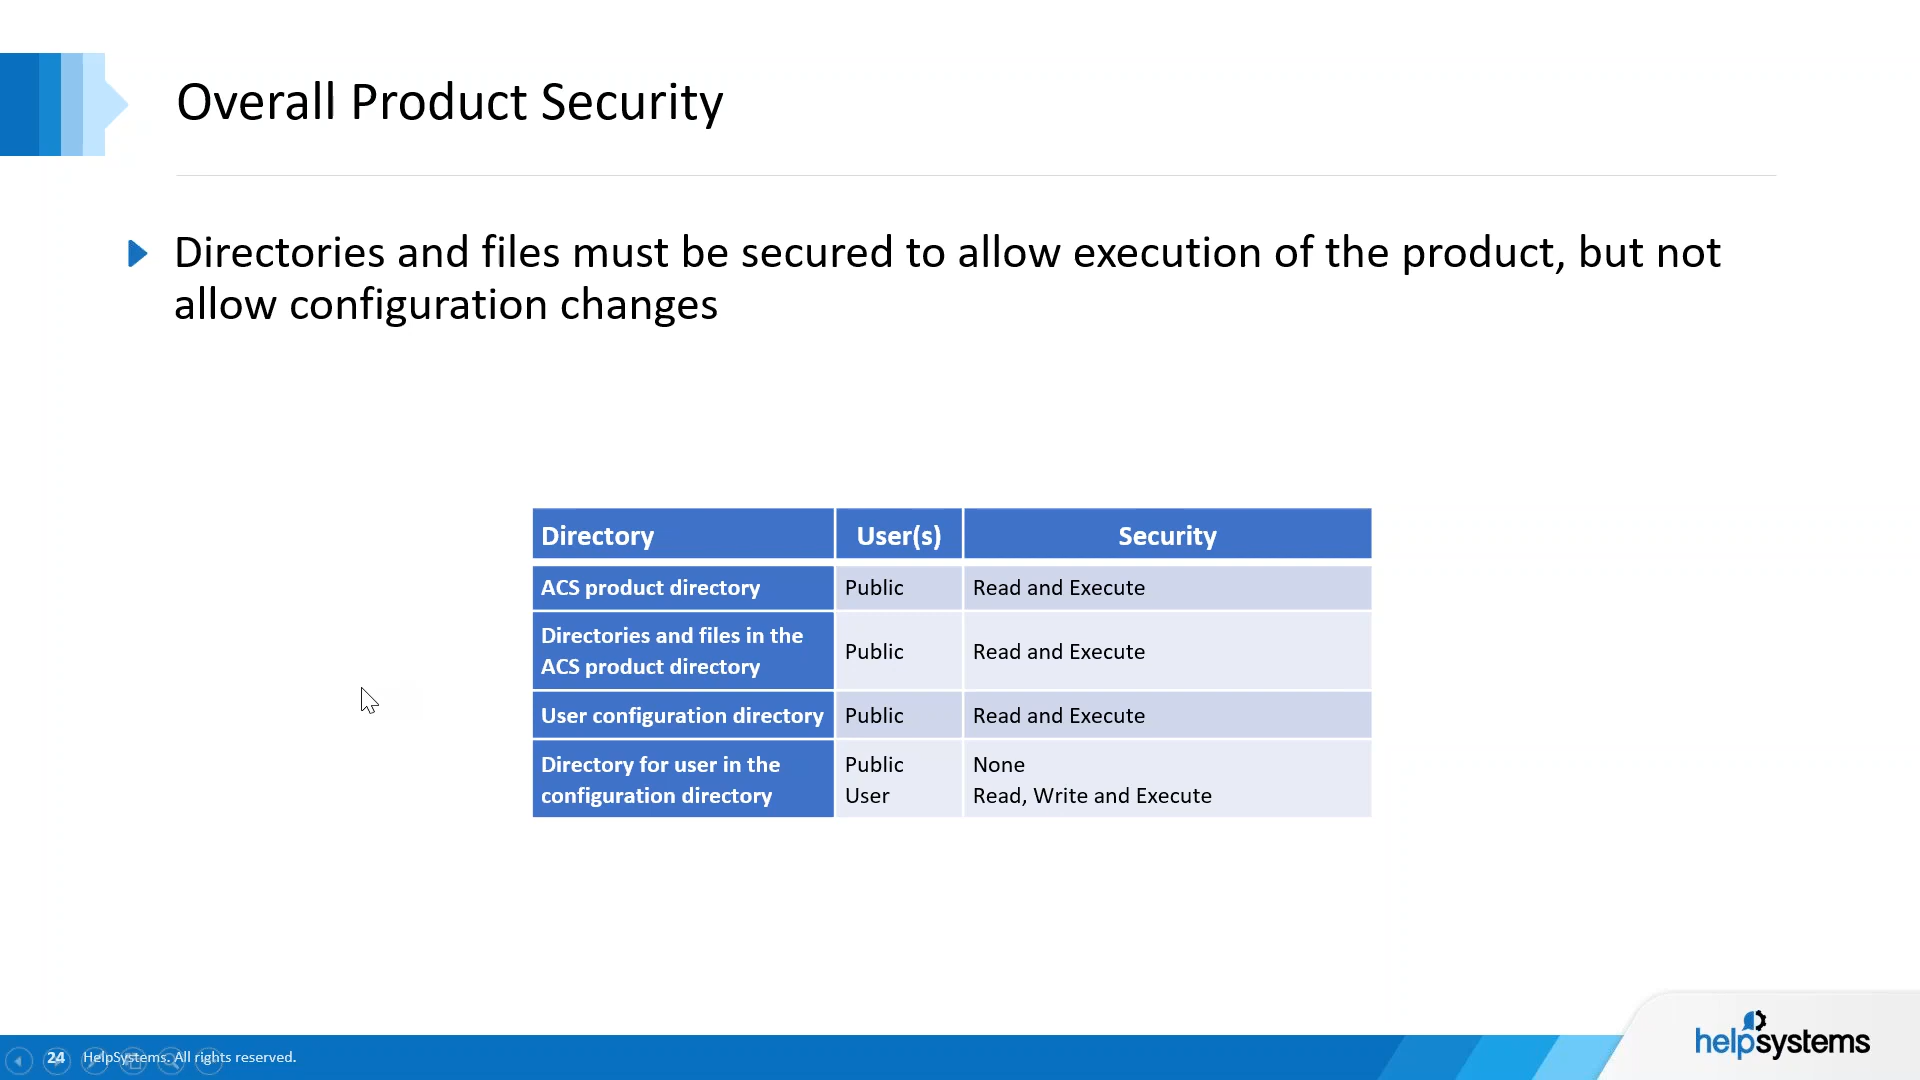 Overall Product Security
Directories and files must be secured to allow execution of the product, but not
allow configuration changes
Directory User(s) Security
ACS product directory Public Read and Execute
Directories and files in the
ACS product directory Public Read and Execute
User configuration directory Public Read and Execute
Directory for user in the Public None
configuration directory User Read, Write and Execute
24 HelpSystems. All rights reserved.
helpsystems